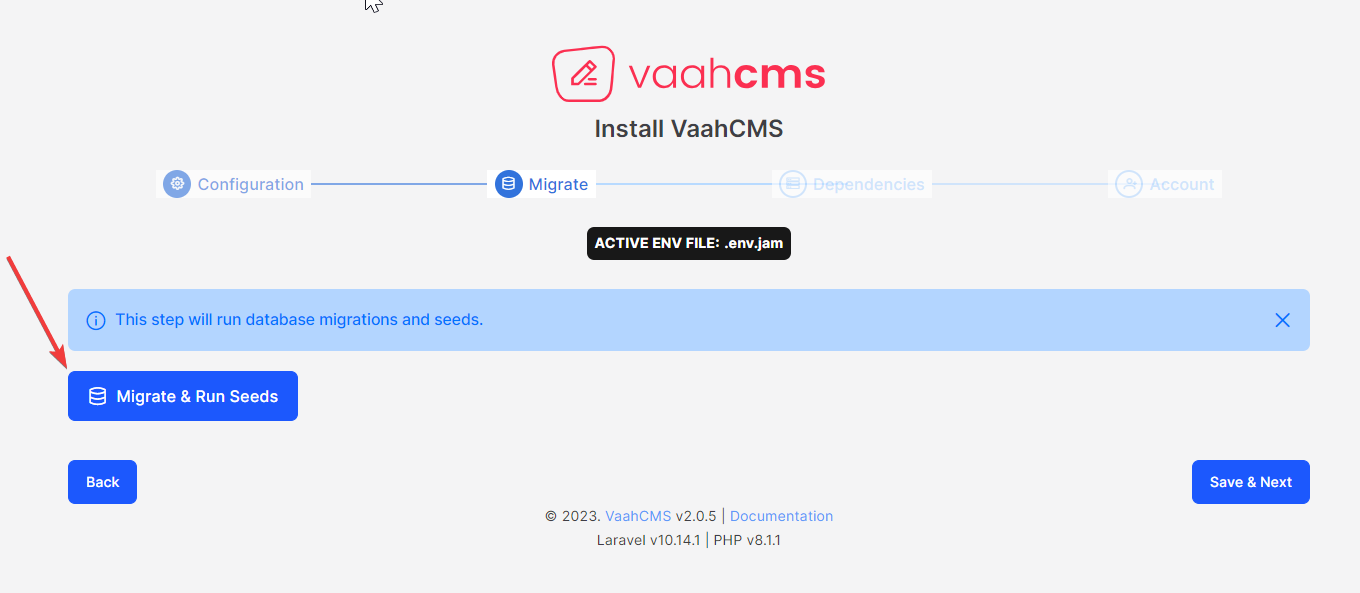 vaahcms
Install VaahCMS
Configuration Migrate Dependencies Account
ACTIVE ENV FILE: .env.jam
This step will run database migrations and seeds.
Migrate & Run Seeds
Back Save & Next
© 2023. VaahCMS v2.0.5 | Documentation
Laravel v10.14.1 | PHP v8.1.1